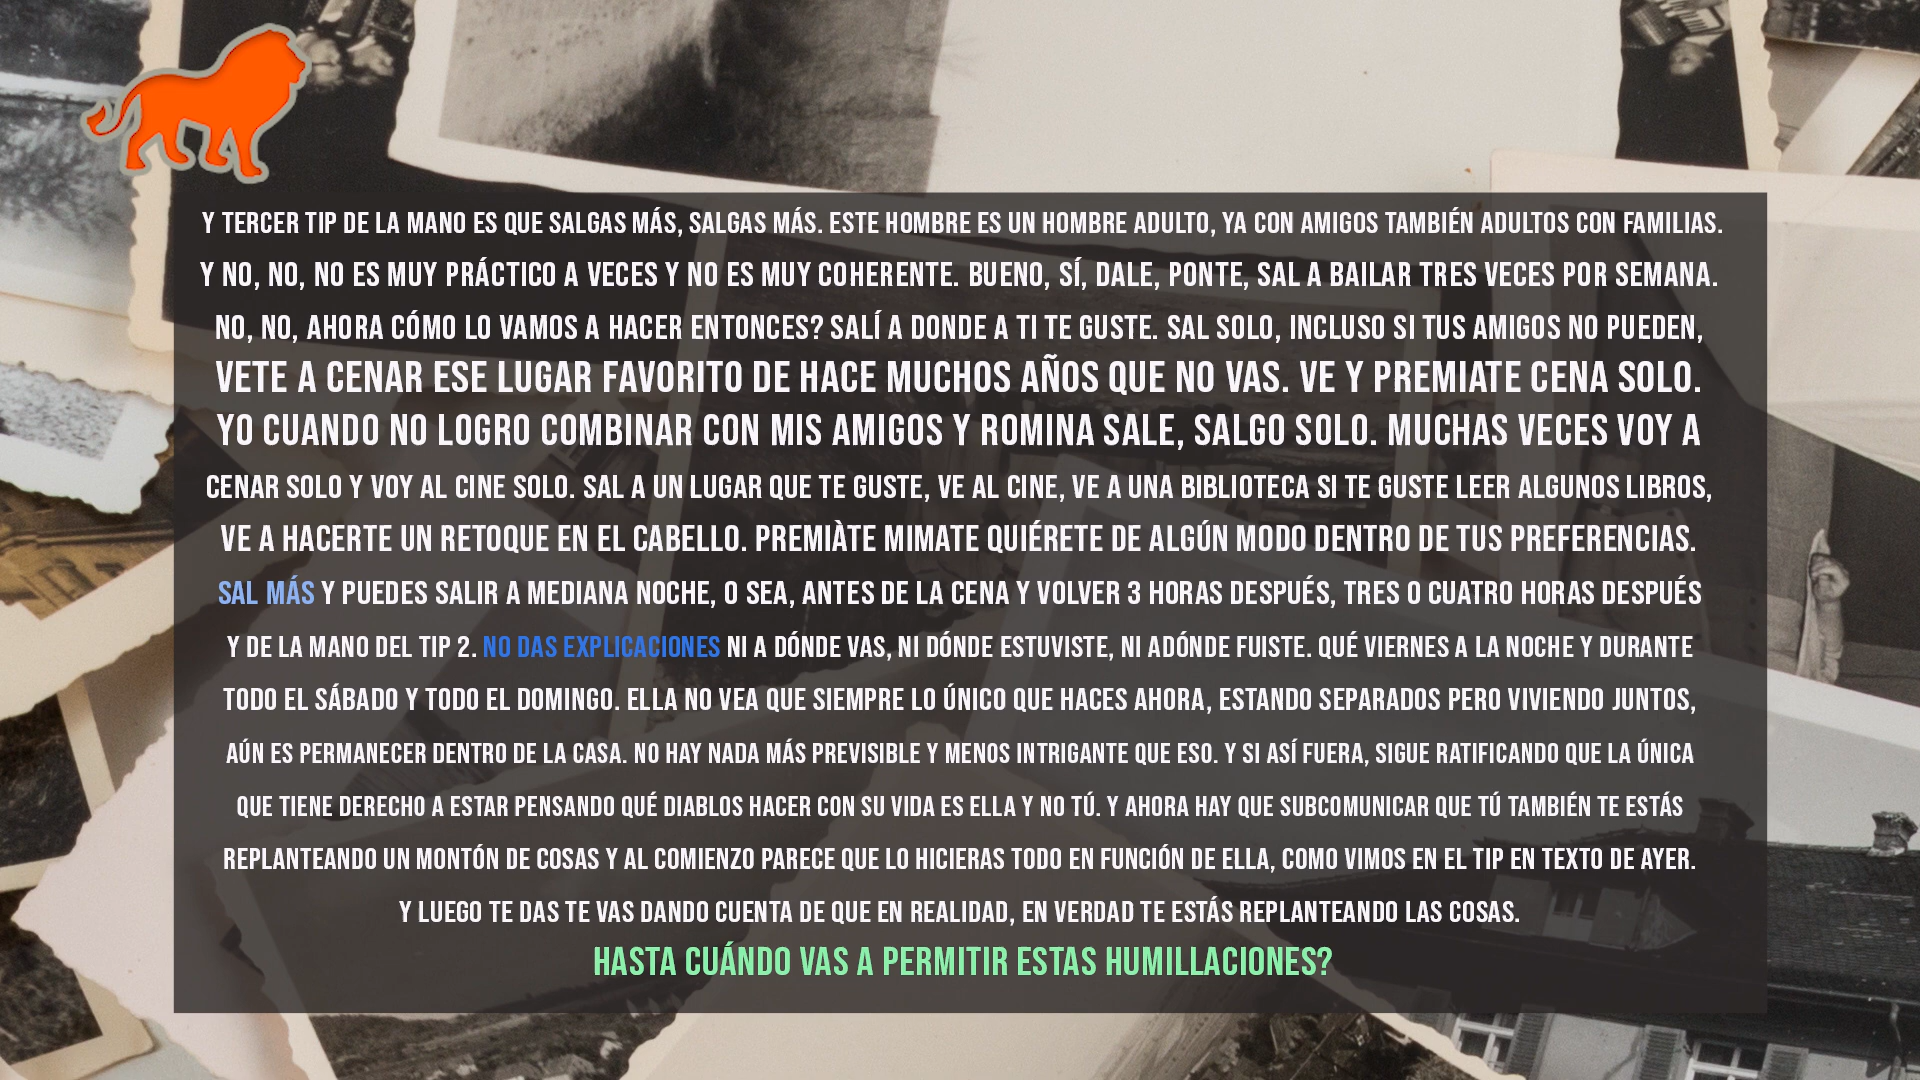 Y TERCER TIP DE LA MANO ES QUE SALGAS MÁS, SALGAS MÁS. ESTE HOMBRE ES UN HOMBRE ADULTO, YA CON AMIGOS TAMBIÉN ADULTOS CON FAMILIAS.
Y NO, NO, NO ES MUY PRÁCTICO A VECES Y NO ES MUY COHERENTE. BUENO, SÍ, DALE, PONTE, SAL A BAILAR TRES VECES POR SEMANA.
NO, NO, AHORA CÓMO LO VAMOS A HACER ENTONCES? SALÍ A DONDE A TI TE GUSTE. SAL SOLO, INCLUSO SI TUS AMIGOS NO PUEDEN,
VETE A CENAR ESE LUGAR FAVORITO DE HACE MUCHOS AÑOS QUE NO VAS. VE Y PREMIATE CENA SOLO.
YO CUANDO NO LOGRO COMBINAR CON MIS AMIGOS Y ROMINA SALE, SALGO SOLO. MUCHAS VECES VOY A
CENAR SOLO Y VOY AL CINE SOLO. SAL A UN LUGAR QUE TE GUSTE, VE AL CINE, VE A UNA BIBLIOTECA SI TE GUSTE LEER ALGUNOS LIBROS,
VE A HACERTE UN RETOQUE EN EL CABELLO. PREMIÀTE MIMATE QUIÉRETE DE ALGÚN MODO DENTRO DE TUS PREFERENCIAS.
SAL MÁS Y PUEDES SALIR A MEDIANA NOCHE, O SEA, ANTES DE LA CENA Y VOLVER 3 HORAS DESPUÉS, TRES O CUATRO HORAS DESPUÉS
Y DE LA MANO DEL TIP 2. NO DAS EXPLICACIONES NI A DÓNDE VAS, NI DÓNDE ESTUVISTE, NI ADÓNDE FUISTE. QUÉ VIERNES A LA NOCHE Y DURANTE
TODO EL SÁBADO Y TODO EL DOMINGO. ELLA NO VEA QUE SIEMPRE LO ÚNICO QUE HACES AHORA, ESTANDO SEPARADOS PERO VIVIENDO JUNTOS,
AÚN ES PERMANECER DENTRO DE LA CASA. NO HAY NADA MÁS PREVISIBLE Y MENOS INTRIGANTE QUE ESO. Y SI ASÍ FUERA, SIGUE RATIFICANDO QUE LA ÚNICA
QUE TIENE DERECHO A ESTAR PENSANDO QUÉ DIABLOS HACER CON SU VIDA ES ELLA Y NO TÚ. Y AHORA HAY QUE SUBCOMUNICAR QUE TÚ TAMBIÉN TE ESTÁS
REPLANTEANDO UN MONTÓN DE COSAS Y AL COMIENZO PARECE QUE LO HICIERAS TODO EN FUNCIÓN DE ELLA, COMO VIMOS EN EL TIP EN TEXTO DE AYER.
Y LUEGO TE DAS TE VAS DANDO CUENTA DE QUE EN REALIDAD, EN VERDAD TE ESTÁS REPLANTEANDO LAS COSAS.
HASTA CUÁNDO VAS A PERMITIR ESTAS HUMILLACIONES?